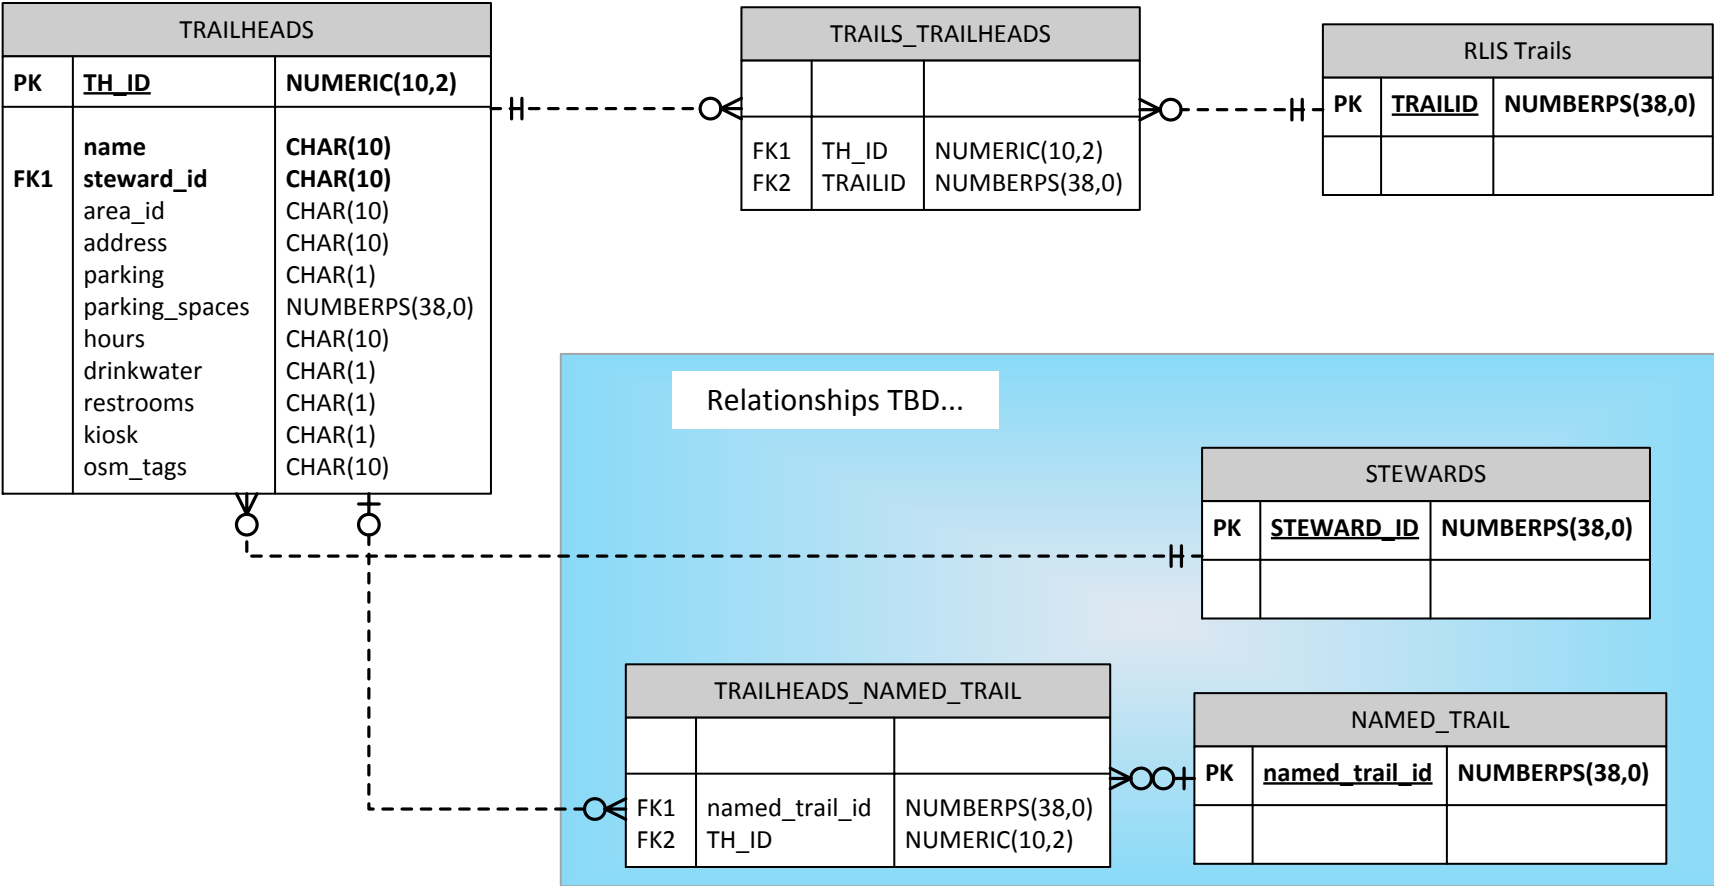 TRAILHEADS
PK TH_ID NUMERIC(10,2)
name CHAR(10)
FK1 steward_id CHAR(10)
area_id CHAR(10)
address CHAR(10)
parking CHAR(1)
parking_spaces NUMBERPS(38,0)
hours CHAR(10)
drinkwater CHAR(1)
restrooms CHAR(1)
kiosk CHAR(1)
osm_tags CHAR(10)
TRAILS_TRAILHEADS
FK1 TH_ID NUMERIC(10,2)
FK2 TRAILID NUMBERPS(38,0)
RLIS Trails
PK TRAILID NUMBERPS(38,0)
Relationships TBD...
STEWARDS
PK STEWARD_ID NUMBERPS(38,0)
TRAILHEADS_NAMED_TRAIL
FK1 named_trail_id NUMBERPS(38,0)
FK2 TH_ID NUMERIC(10,2)
NAMED_TRAIL
PK named_trail_id NUMBERPS(38,0)